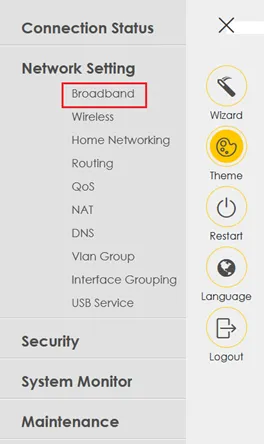 Connection Status
Network Setting
Broadband
Wireless
Home Networking
Routing
QoS
NAT
DNS
Vlan Group
Interface Grouping
USB Service
Security
System Monitor
Maintenance
Wizard
Theme
Restart
Language
Logout